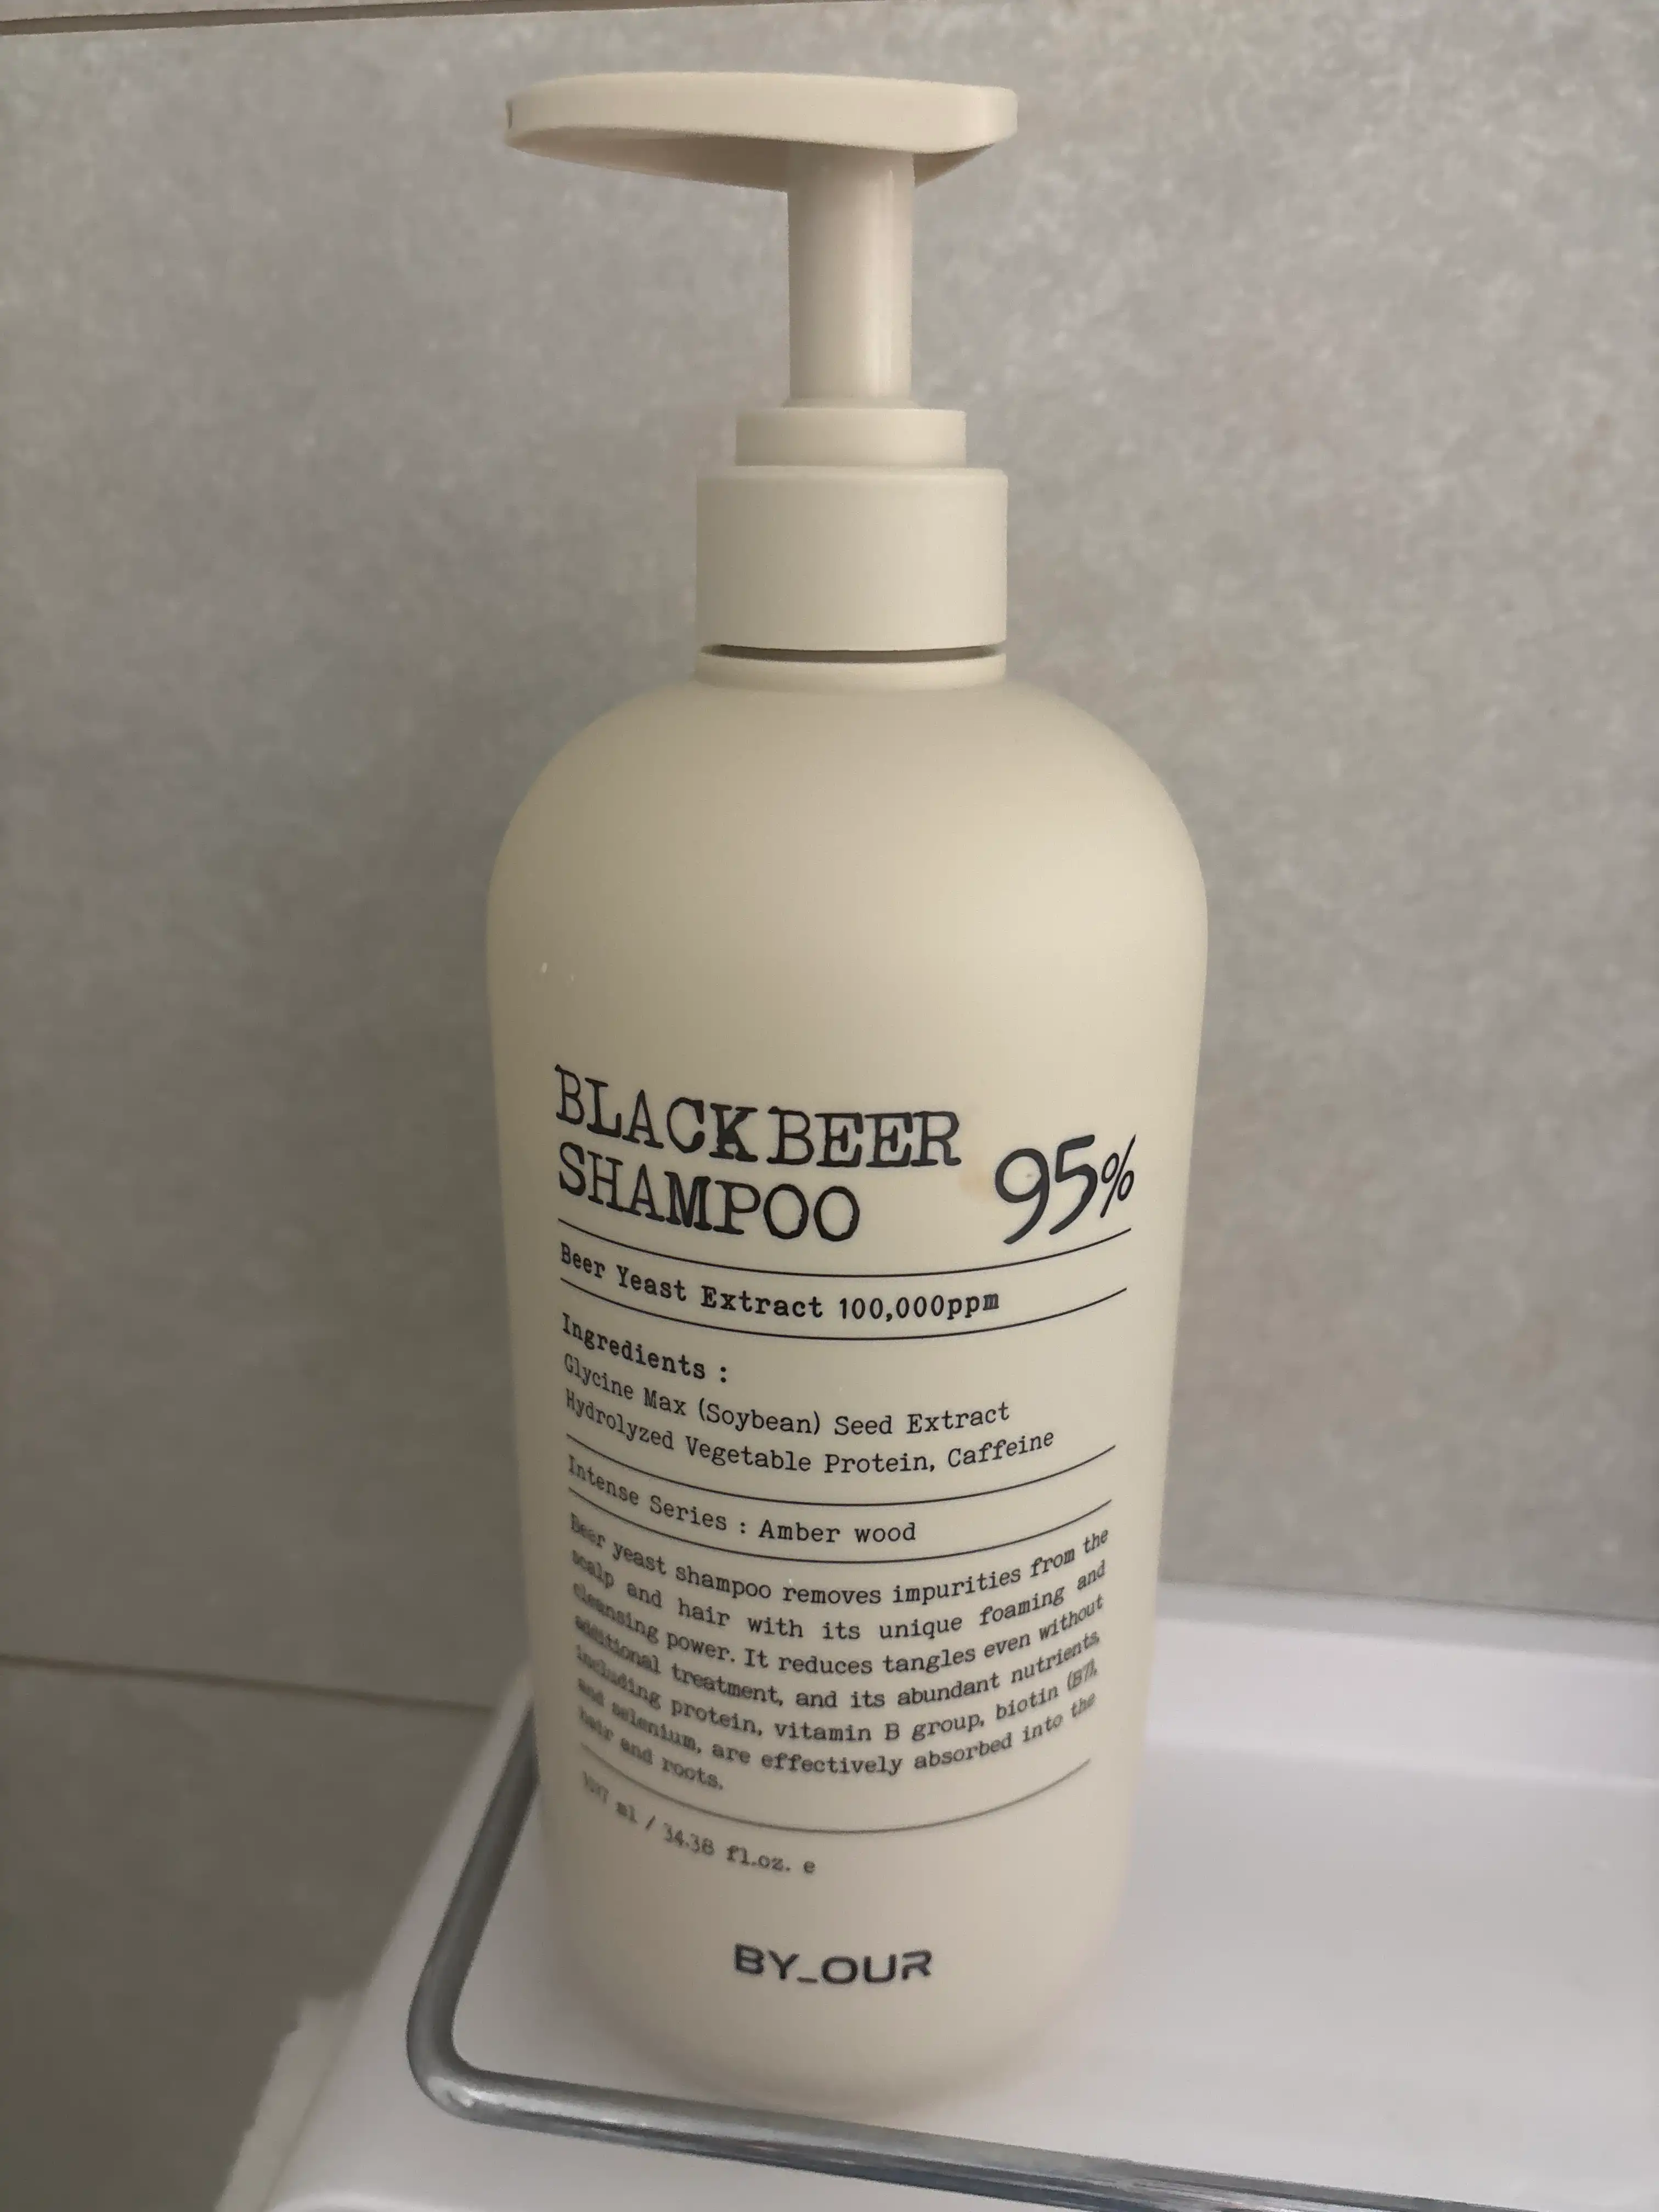 BLACK BEER
SHAMPOO 95%
Beer Yeast Extract 100,000ppm
Ingredients :
Glycine Max (Soybean) Seed Extract
Hydrolyzed Vegetable Protein, Caffeine
Intense Series : Amber wood
Beer yeast shampoo removes impurities from the
scalp and hair with its unique foaming and
cleansing power. It reduces tangles even without
additional treatment, and its abundant nutrients,
including protein, vitamin B group, biotin (B7),
and selenium, are effectively absorbed into the
hair and roots.
ml / 34.38 fl.oz. e
BY_OUR